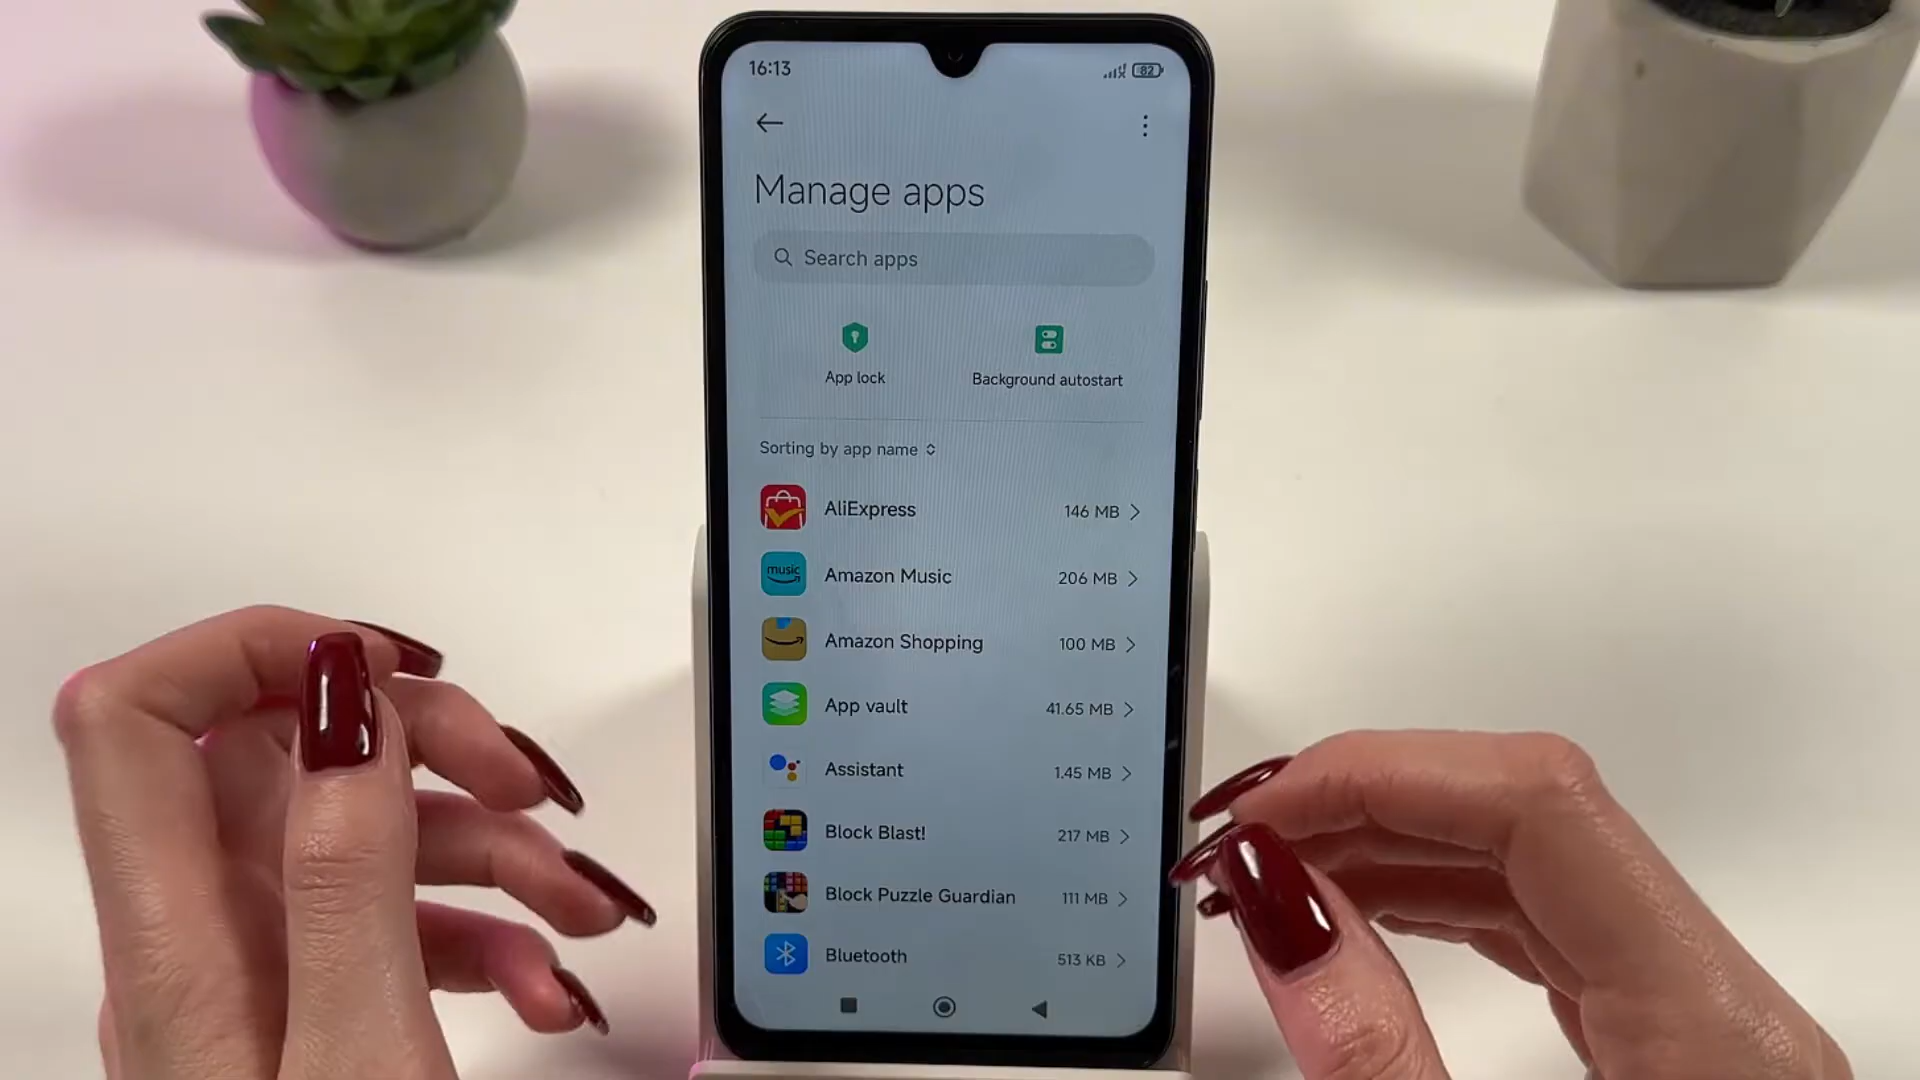 16:13
82
Manage apps
Search apps
App lock
Background autostart
Sorting by app name
AliExpress 146 MB
music
Amazon Music 206 MB
Amazon Shopping 100 MB
App vault 41.65 MB
Assistant 1.45 MB
Block Blast! 217 MB
Block Puzzle Guardian 111 MB
Bluetooth 513 KB